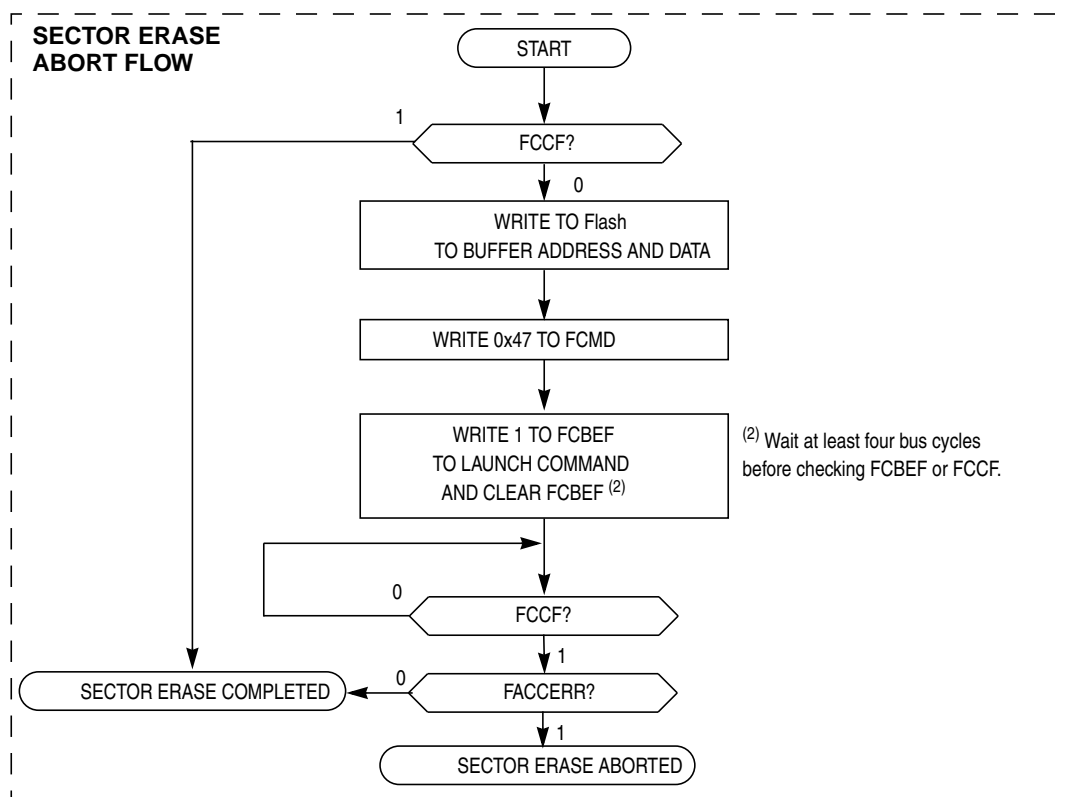 SECTOR ERASE
ABORT FLOW
START
1
FCCF?
0
WRITE TO Flash
TO BUFFER ADDRESS AND DATA
WRITE 0x47 TO FCMD
WRITE 1 TO FCBEF
TO LAUNCH COMMAND
AND CLEAR FCBEF (2)
(2) Wait at least four bus cycles
before checking FCBEF or FCCF.
0
FCCF?
1
SECTOR ERASE COMPLETED
0
FACCERR?
1
SECTOR ERASE ABORTED